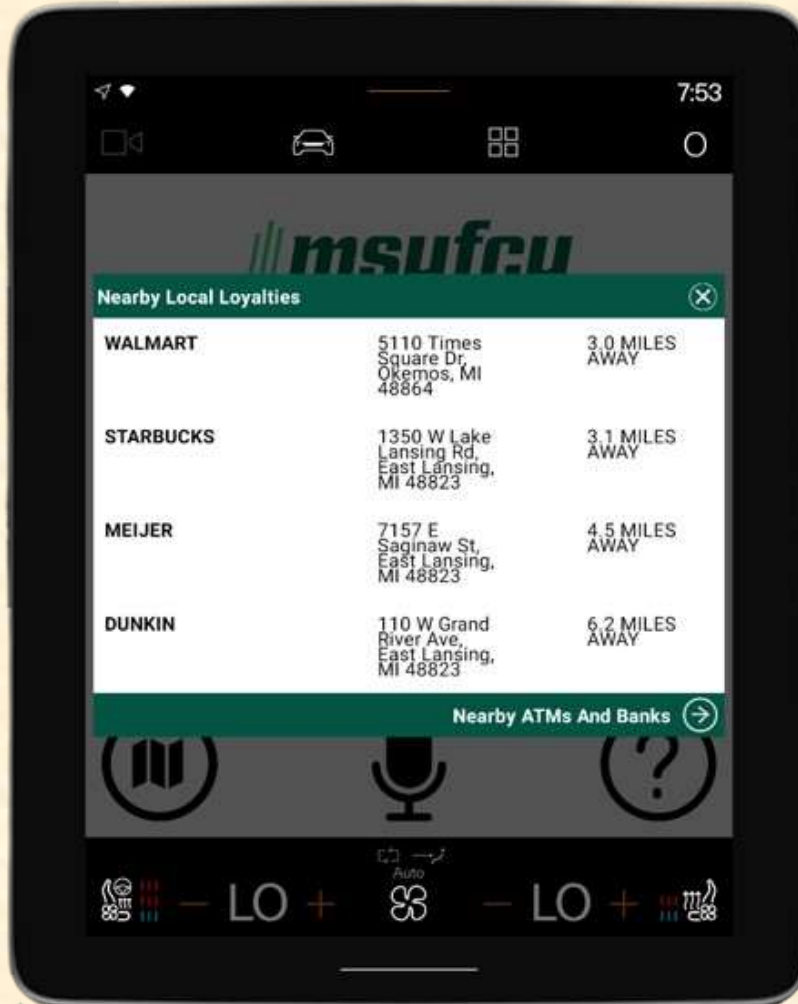 7:53
msufcu
Nearby Local Loyalties
WALMART
5110 Times
Square Dr,
Okemos, MI
48864
3.0 MILES
AWAY
STARBUCKS
1350 W Lake
Lansing Rd,
East Lansing,
MI 48823
3.1 MILES
AWAY
MEIJER
7157 E
Saginaw St,
East Lansing,
MI 48823
4.5 MILES
AWAY
DUNKIN
110 W Grand
River Ave,
East Lansing,
MI 48823
6.2 MILES
AWAY
Nearby ATMs And Banks
Auto
LO
LO